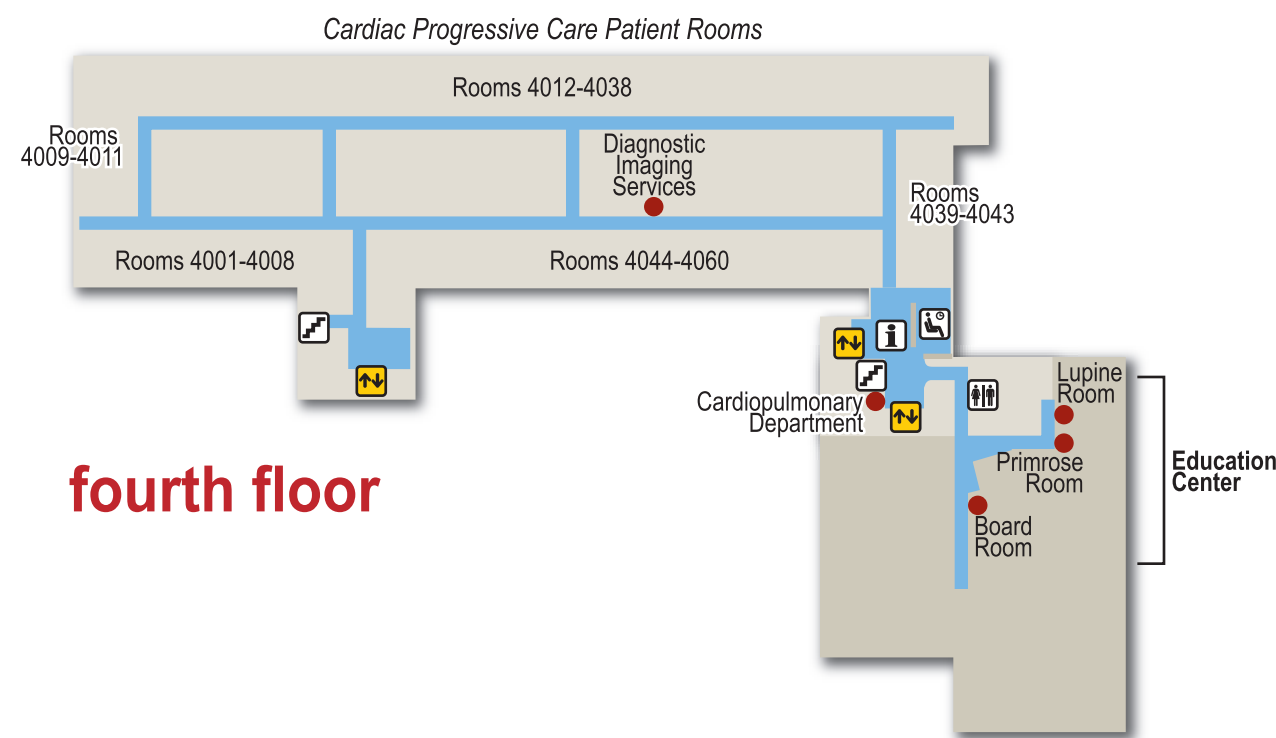 Cardiac Progressive Care Patient Rooms
Rooms 4012-4038
Rooms
4009-4011
Diagnostic
Imaging
Services
Rooms
4039-4043
Rooms 4001-4008
Rooms 4044-4060
Cardiopulmonary
Department
Lupine
Room
Primrose
Room
Board
Room
Education
Center
fourth floor